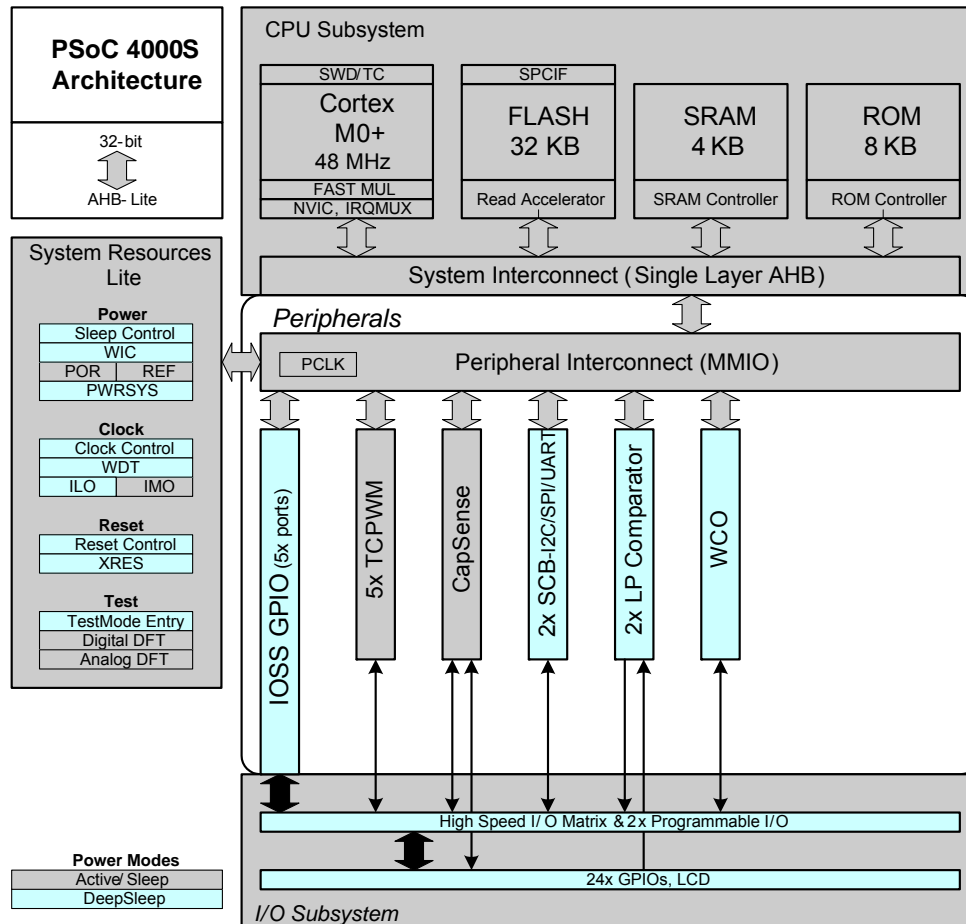 PSoC 4000S
Architecture
32-bit
AHB- Lite
CPU Subsystem
SWD/TC
Cortex
M0+
48 MHz
FAST MUL
NVIC, IRQMUX
SPCIF
FLASH
32 KB
Read Accelerator
SRAM
4 KB
SRAM Controller
ROM
8 KB
ROM Controller
System Interconnect (Single Layer AHB)
System Resources
Lite
Power
Sleep Control
WIC
POR REF
PWRSYS
Clock
Clock Control
WDT
ILO IMO
Reset
Reset Control
XRES
Test
TestMode Entry
Digital DFT
Analog DFT
Peripherals
PCLK
Peripheral Interconnect (MMIO)
IOSS GPIO (5x ports)
5x TCPWM
CapSense
2x SCB-I2C/SPI/UART
2x LP Comparator
WCO
High Speed I/O Matrix & 2x Programmable I/O
24x GPIOs, LCD
I/O Subsystem
Power Modes
Active/ Sleep
DeepSleep